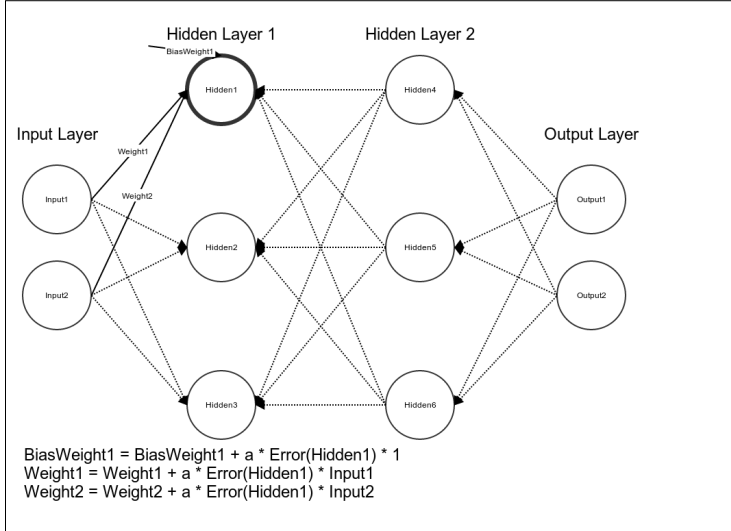 Hidden Layer 1
Hidden Layer 2
BiasWeight1
Hidden1
Hidden4
Input Layer
Output Layer
Weight1
Weight2
Input1
Output1
Hidden2
Hidden5
Input2
Output2
Hidden3
Hidden6
BiasWeight1 = BiasWeight1 + a * Error(Hidden1) * 1
Weight1 = Weight1 + a * Error(Hidden1) * Input1
Weight2 = Weight2 + a * Error(Hidden1) * Input2